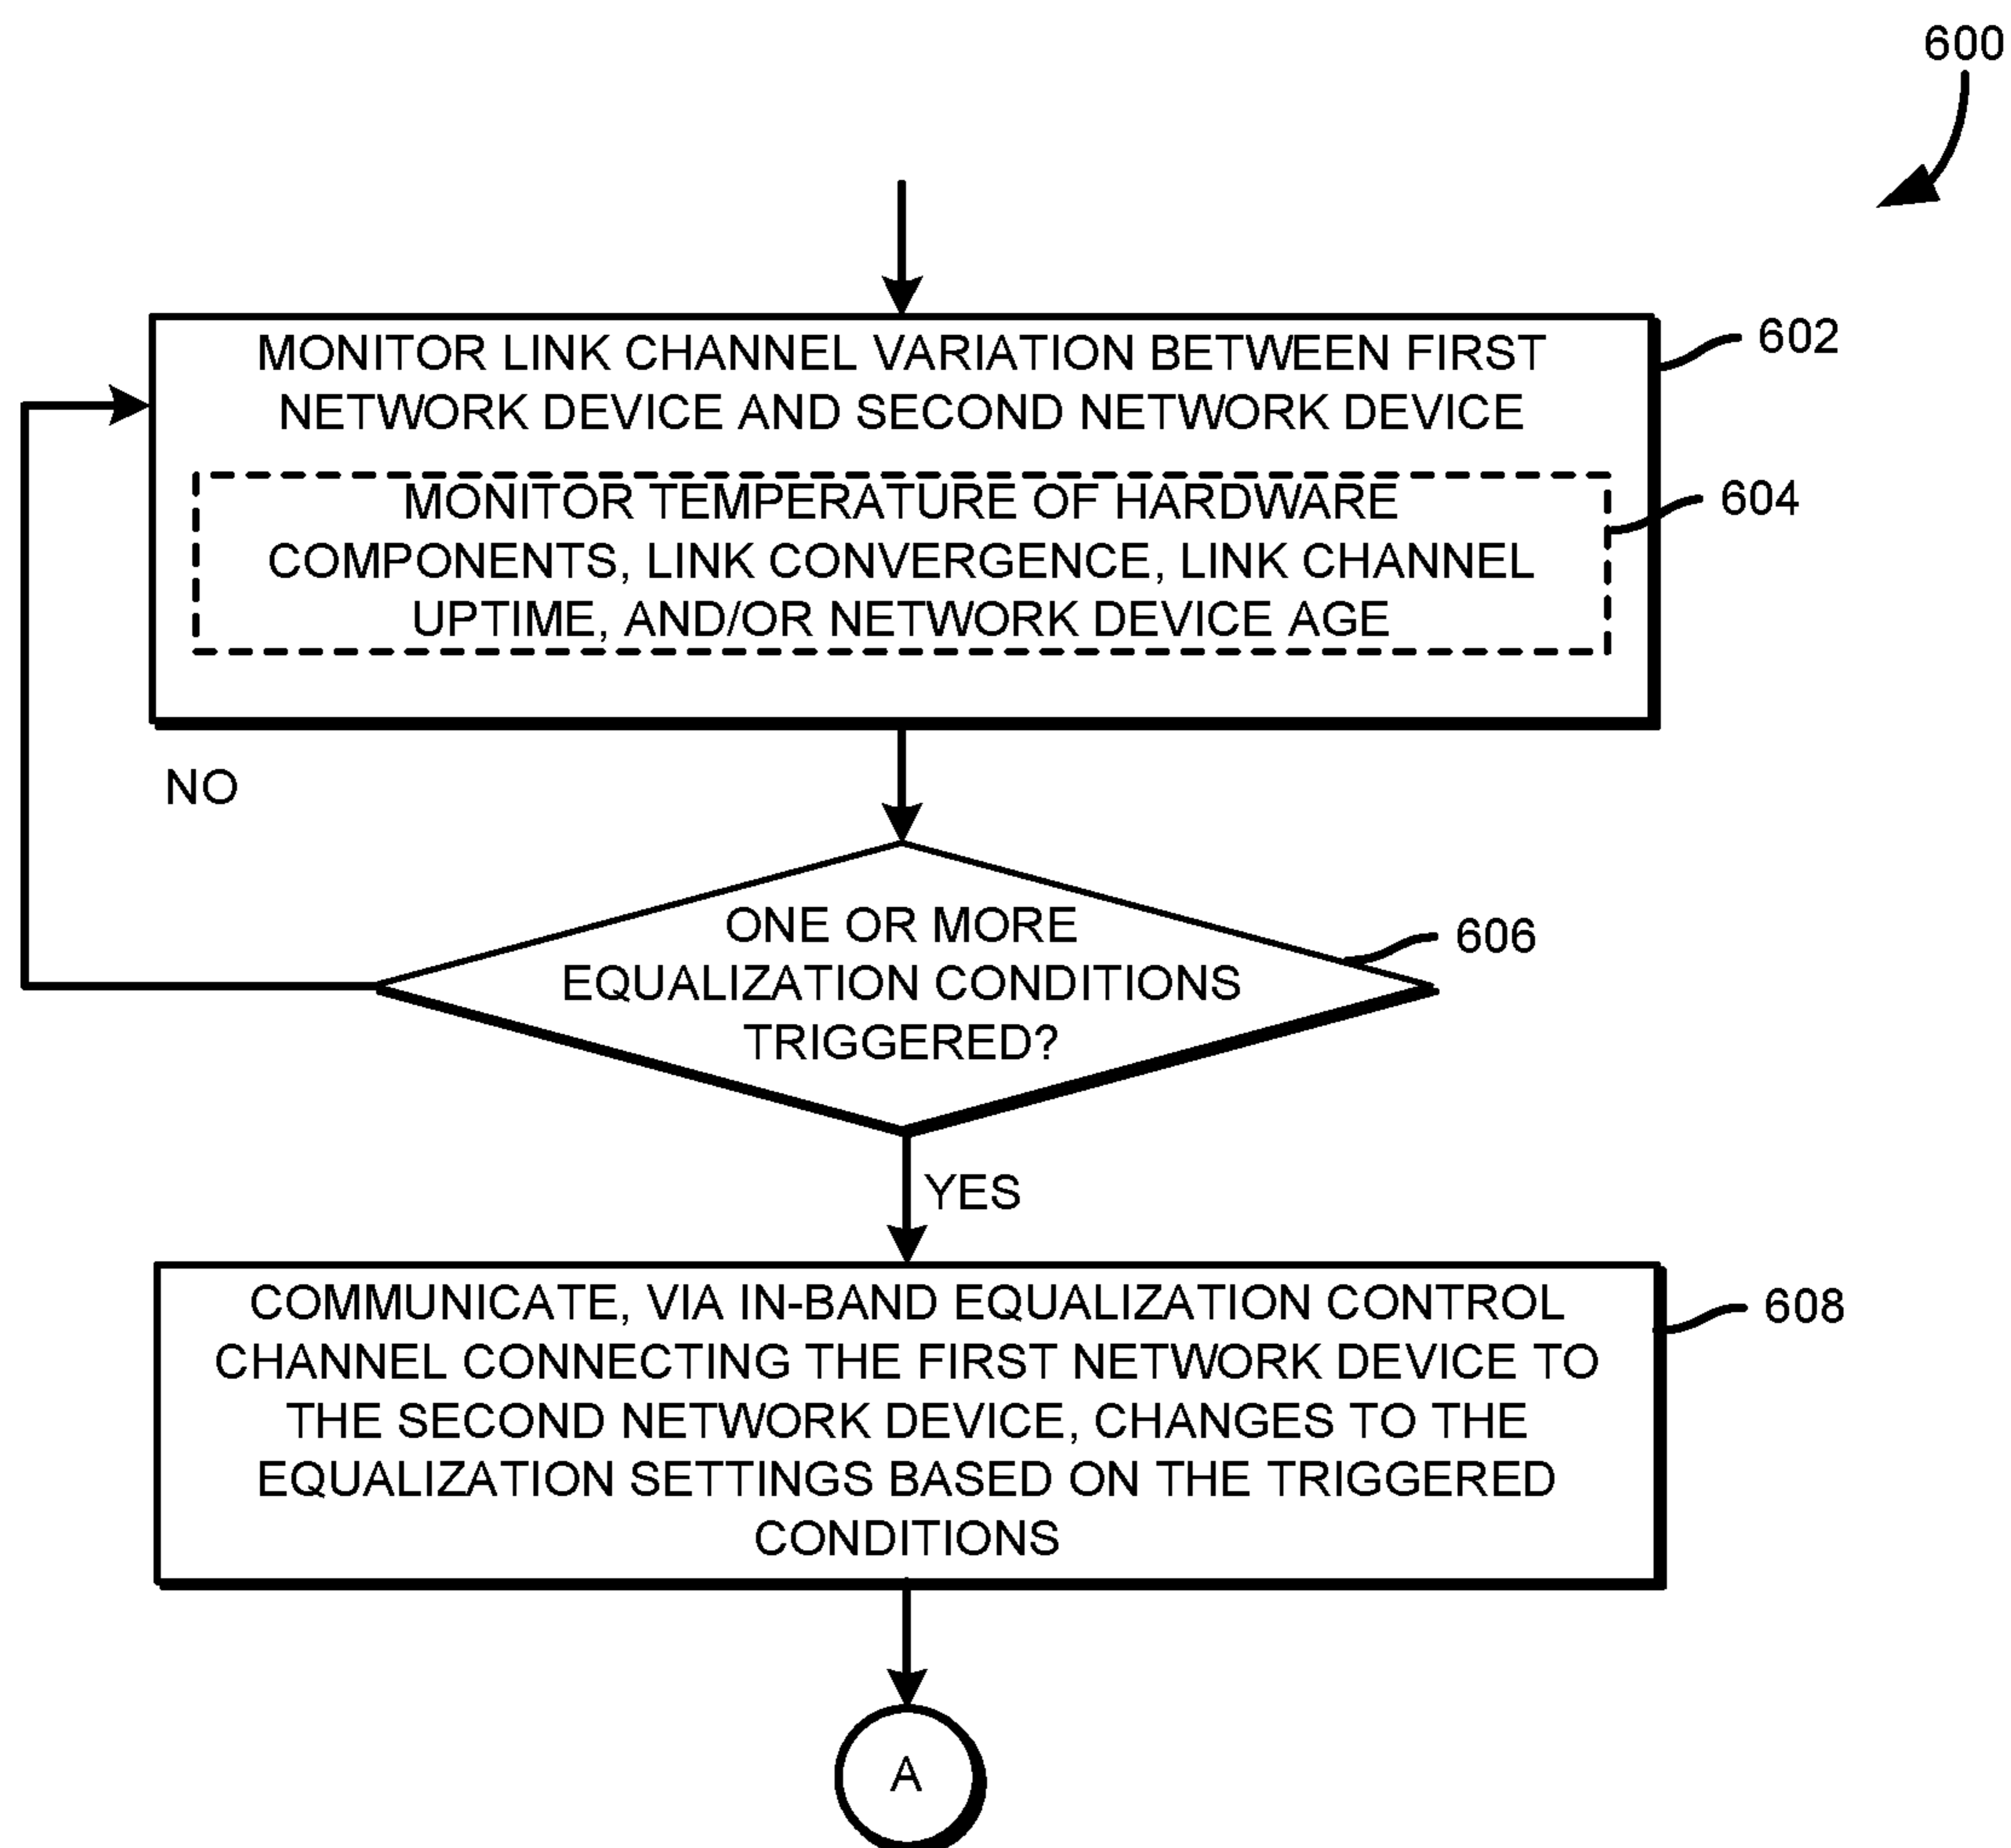 600
MONITOR LINK CHANNEL VARIATION BETWEEN FIRST
NETWORK DEVICE AND SECOND NETWORK DEVICE
602
MONITOR TEMPERATURE OF HARDWARE
COMPONENTS, LINK CONVERGENCE, LINK CHANNEL
UPTIME, AND/OR NETWORK DEVICE AGE
604
NO
ONE OR MORE
EQUALIZATION CONDITIONS
TRIGGERED?
606
YES
COMMUNICATE, VIA IN-BAND EQUALIZATION CONTROL
CHANNEL CONNECTING THE FIRST NETWORK DEVICE TO
THE SECOND NETWORK DEVICE, CHANGES TO THE
EQUALIZATION SETTINGS BASED ON THE TRIGGERED
CONDITIONS
608
A